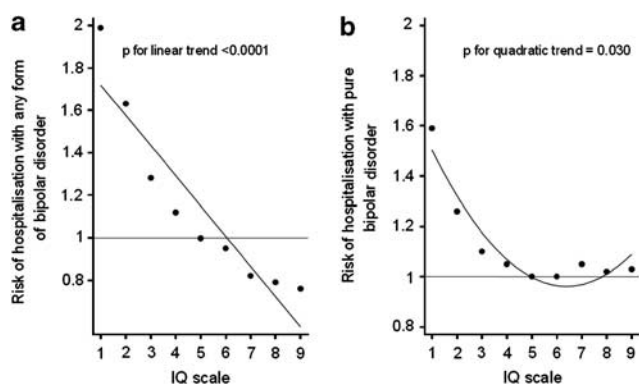 a
p for linear trend <0.0001
Risk of hospitalisation with any form
of bipolar disorder
2
1.8
1.6
1.4
1.2
1
0.8
1 2 3 4 5 6 7 8 9
IQ scale
b
p for quadratic trend = 0.030
Risk of hospitalisation with pure
bipolar disorder
2
1.8
1.6
1.4
1.2
1
0.8
1 2 3 4 5 6 7 8 9
IQ scale